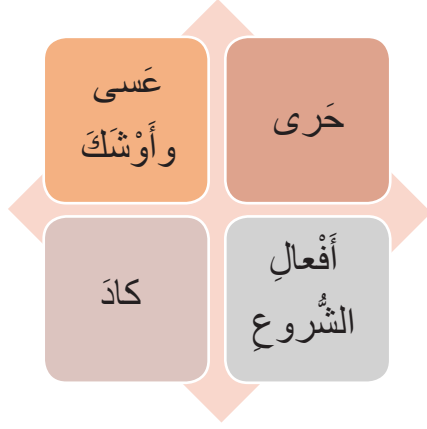 حَرى
عَسى
وأَوْشَكَ
أَفْعالِ
الشُّروعِ
كادَ